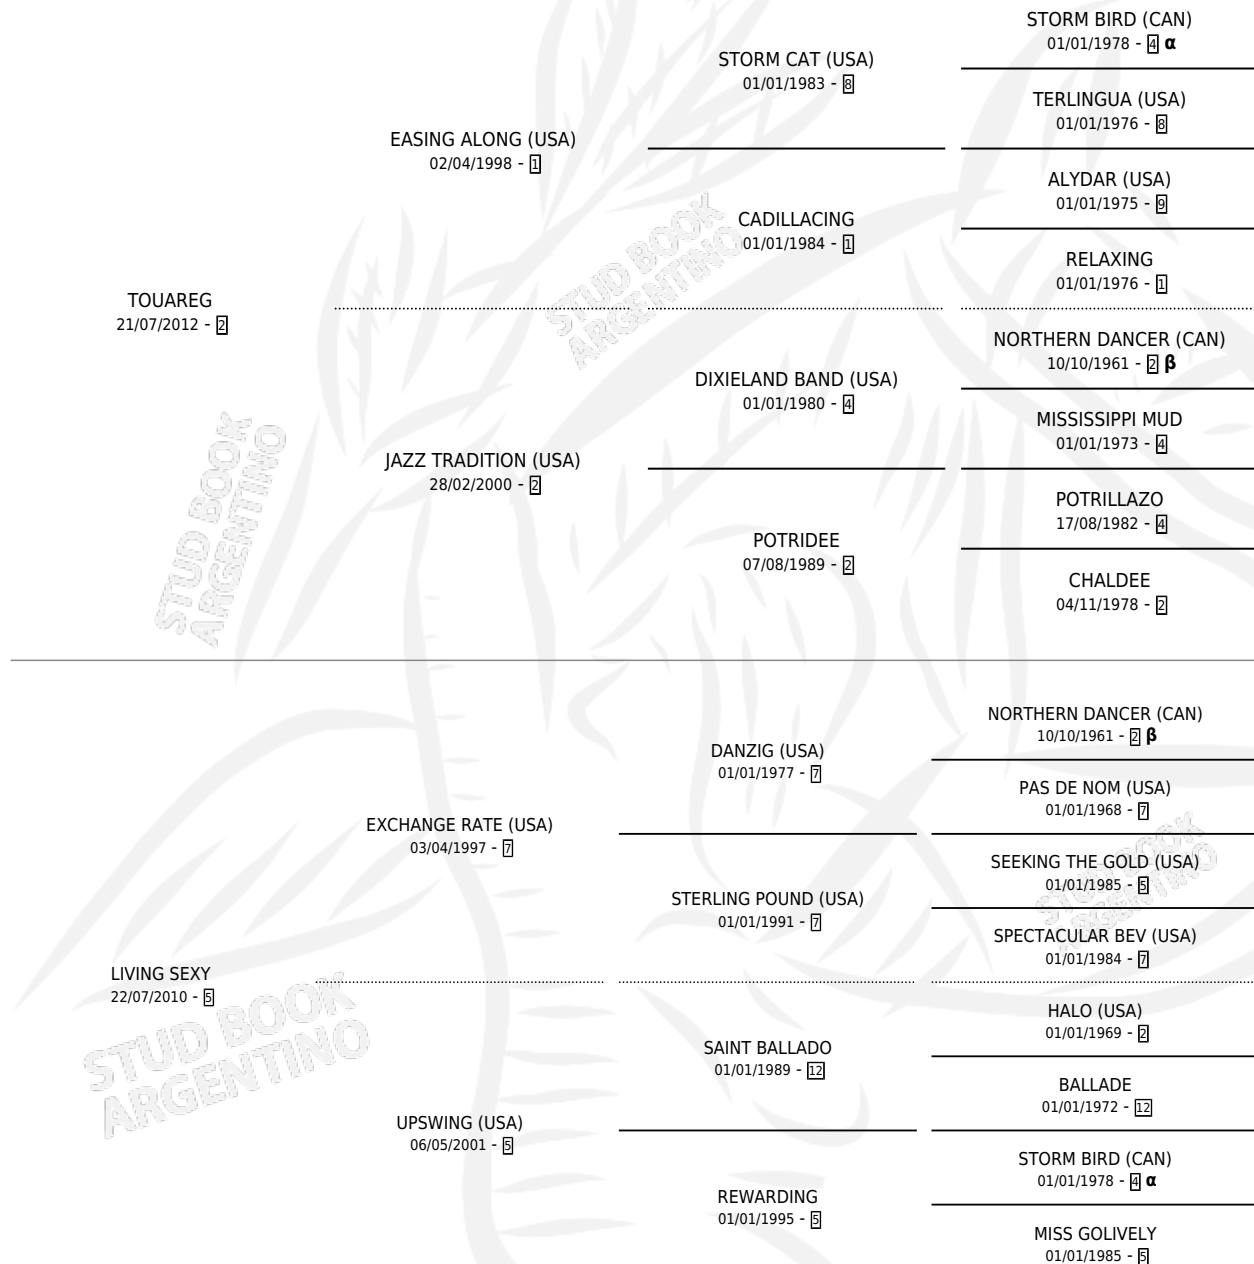 STORM BIRD (CAN)
01/01/1978 - 4 α
STORM CAT (USA)
01/01/1983 - 8
TERLINGUA (USA)
01/01/1976 - 8
EASING ALONG (USA)
02/04/1998 - 1
ALYDAR (USA)
01/01/1975 - 9
CADILLACING
01/01/1984 - 1
RELAXING
01/01/1976 - 1
TOUAREG
21/07/2012 - 2
NORTHERN DANCER (CAN)
10/10/1961 - 2 β
DIXIELAND BAND (USA)
01/01/1980 - 4
MISSISSIPPI MUD
01/01/1973 - 4
JAZZ TRADITION (USA)
28/02/2000 - 2
POTRILLAZO
17/08/1982 - 4
POTRIDEE
07/08/1989 - 2
CHALDEE
04/11/1978 - 2
NORTHERN DANCER (CAN)
10/10/1961 - 2 β
DANZIG (USA)
01/01/1977 - 7
PAS DE NOM (USA)
01/01/1968 - 7
EXCHANGE RATE (USA)
03/04/1997 - 7
SEEKING THE GOLD (USA)
01/01/1985 - 5
STERLING POUND (USA)
01/01/1991 - 7
SPECTACULAR BEV (USA)
01/01/1984 - 7
LIVING SEXY
22/07/2010 - 5
HALO (USA)
01/01/1969 - 2
SAINT BALLADO
01/01/1989 - 12
BALLADE
01/01/1972 - 12
UPSWING (USA)
06/05/2001 - 5
STORM BIRD (CAN)
01/01/1978 - 4 α
REWARDING
01/01/1995 - 5
MISS GOLIVELY
01/01/1985 - 5
STUD BOOK
ARGENTINO
STUD BOOK
ARGENTINO
STUD BOOK
ARGENTINO
STUD BOOK
ARGENTINO